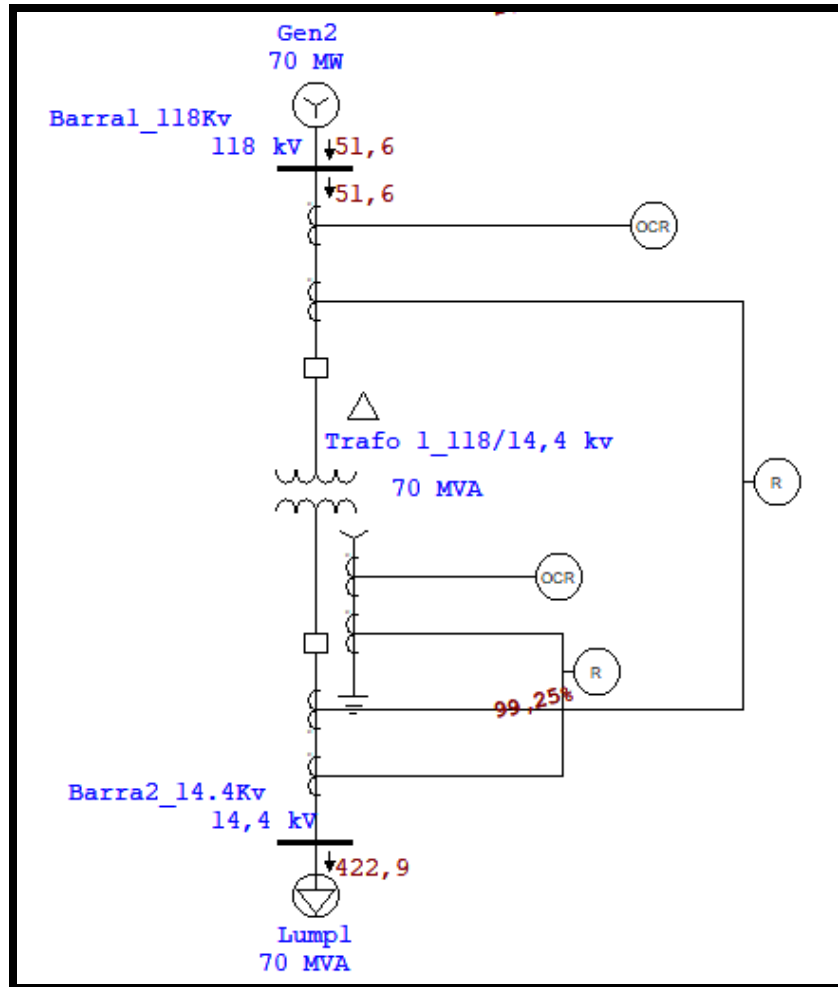 Gen2
70 MW
Barra1_118Kv
118 kV
51,6
51,6
OCR
Trafo 1_118/14,4 kv
70 MVA
R
OCR
R
99,25%
Barra2_14.4Kv
14,4 kV
422,9
Lump1
70 MVA